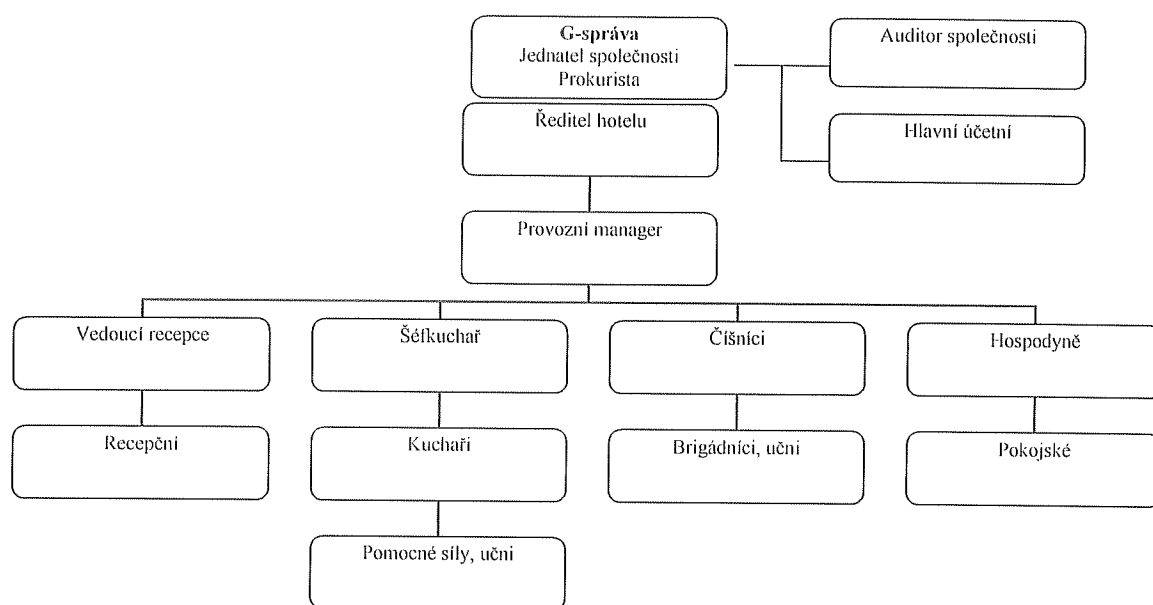 G-správa
Jednatel společnosti
Prokurista
Auditor společnosti
Ředitel hotelu
Hlavní účetní
Provozní manager
Vedoucí recepce
Šéfkuchař
Číšníci
Hospodyně
Recepční
Kuchaři
Brigádníci, učni
Pokojské
Pomocné síly, učni